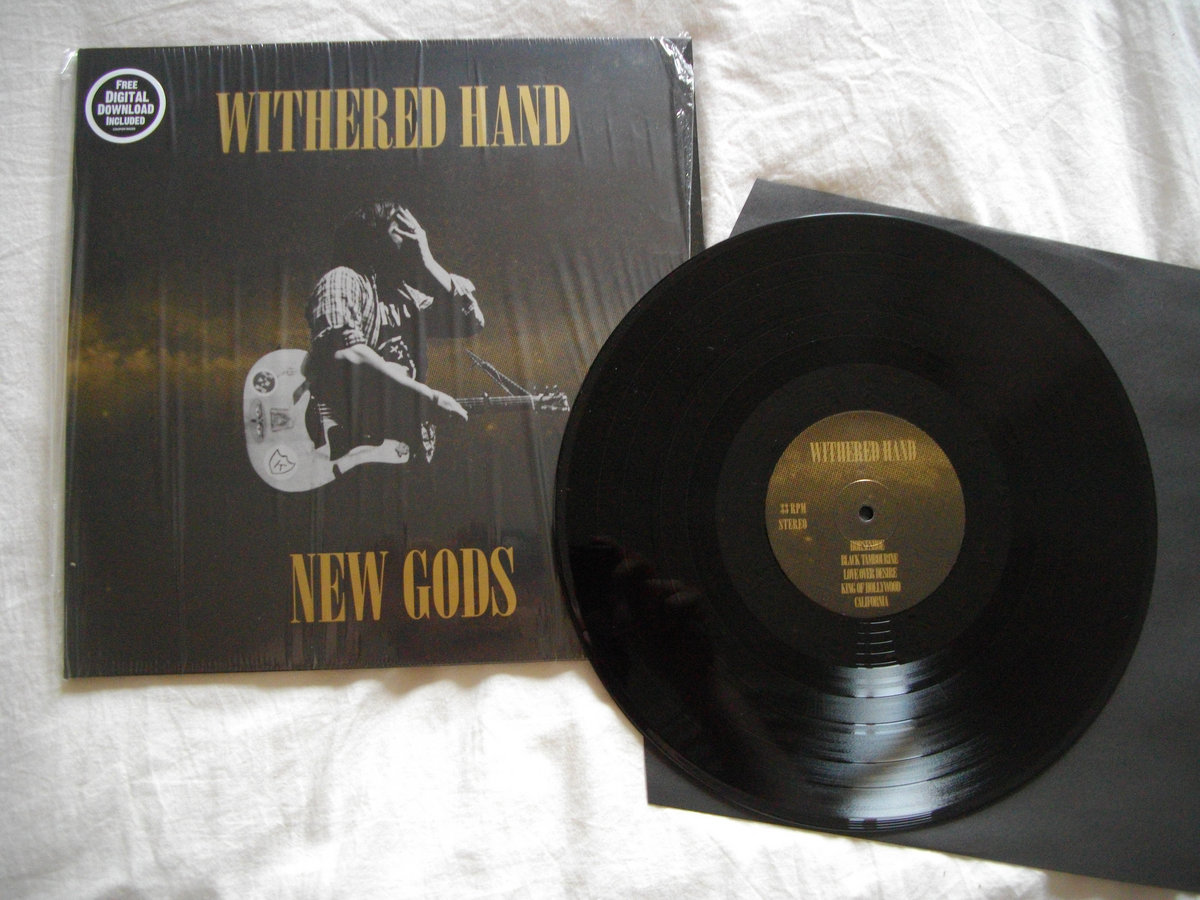 FREE
DIGITAL
DOWNLOAD
INCLUDED
WITHERED HAND
NEW GODS
WITHERED HAND
33 RPM
STEREO
HORSESHOE
BLACK TAMBOURINE
LOVE OVER DESIRE
KING OF HOLLYWOOD
CALIFORNIA